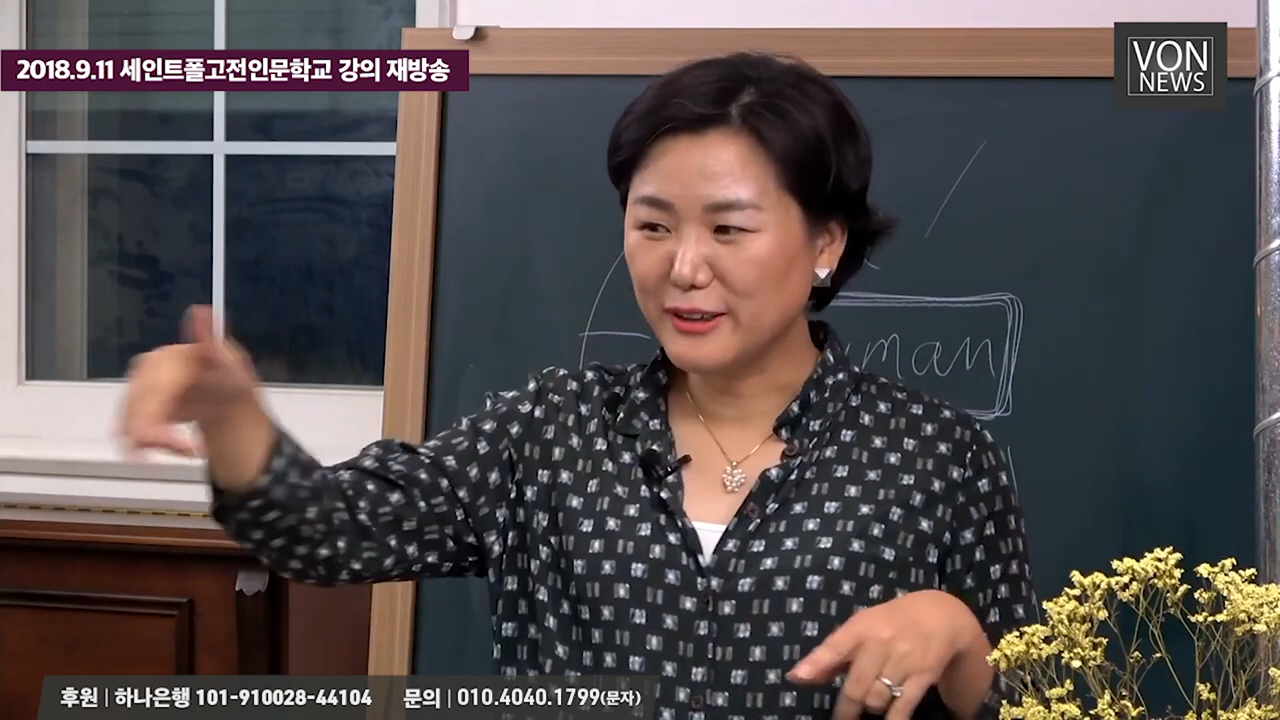 2018.9.11 세인트폴고전인문학교 강의 재방송
VON
NEWS
후원 | 하나은행 101-910028-44104 문의 | 010.4040.1799(문자)